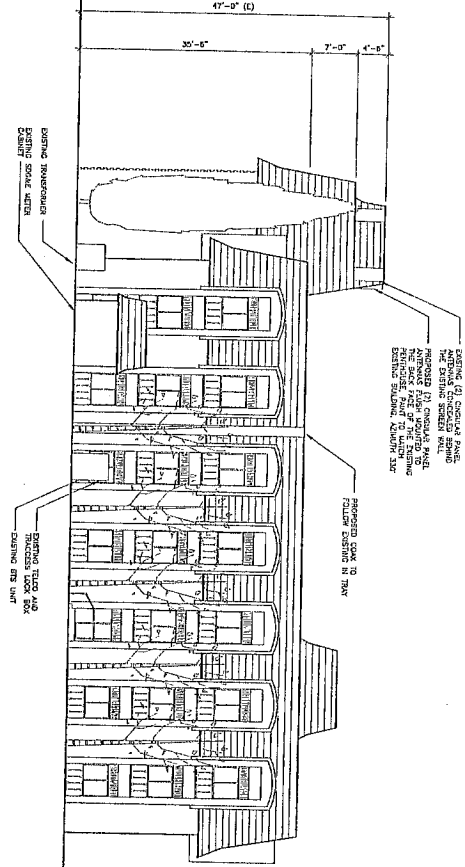 47'-0" (E)
35'-6"
7'-0"
4'-6"
EXISTING (2) CINGULAR PANEL
ANTENNAS CONCEALED BEHIND
THE EXISTING SCREEN WALL
PROPOSED (2) CINGULAR PANEL
ANTENNAS FLUSH MOUNTED TO
THE BACK FACE OF THE EXISTING
PENTHOUSE. PAINT TO MATCH
EXISTING BUILDING, AZIMUTH 330°
PROPOSED COAX TO
FOLLOW EXISTING IN TRAY
EXISTING TRANSFORMER
EXISTING SDG&E METER
CABINET
EXISTING TELCO AND
TRACCESS LOCK BOX
EXISTING BTS UNIT